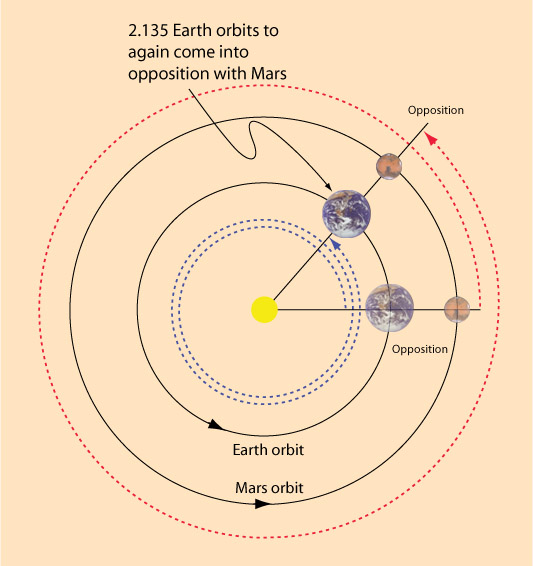 2.135 Earth orbits to
again come into
opposition with Mars
Opposition
Opposition
Earth orbit
Mars orbit